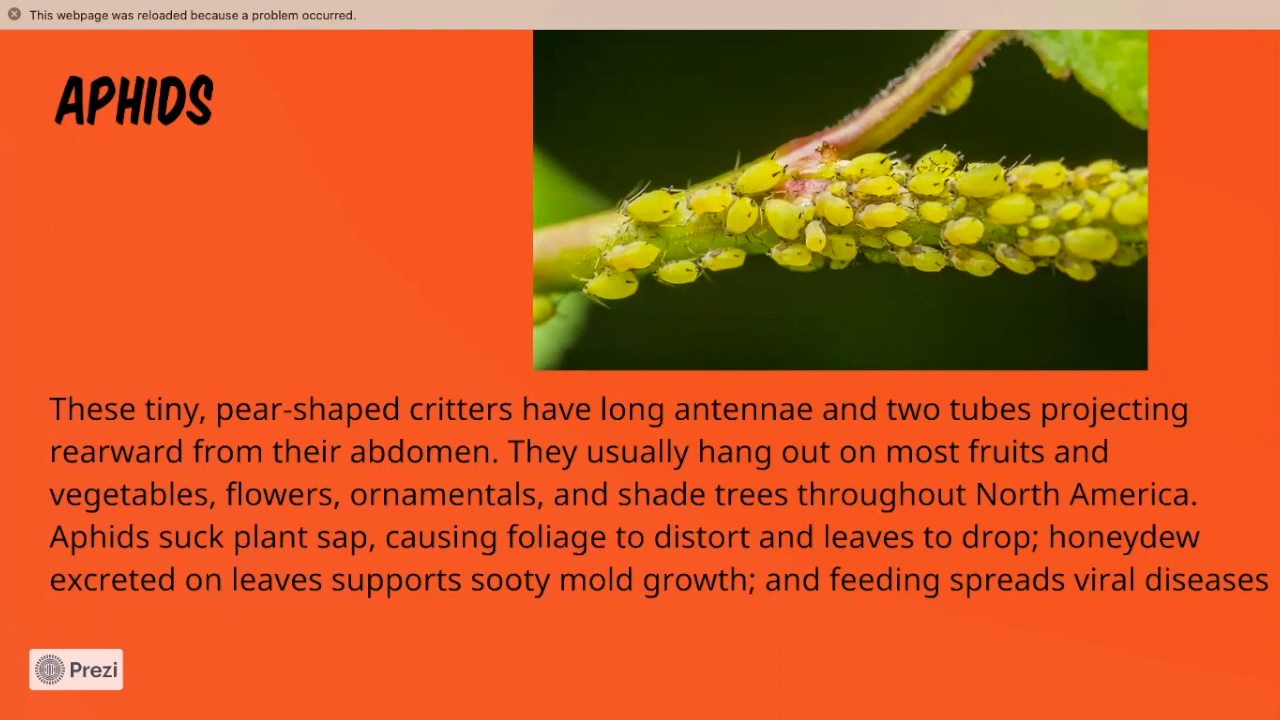 This webpage was reloaded because a problem occurred.
APHIDS
These tiny, pear-shaped critters have long antennae and two tubes projecting
rearward from their abdomen. They usually hang out on most fruits and
vegetables, flowers, ornamentals, and shade trees throughout North America.
Aphids suck plant sap, causing foliage to distort and leaves to drop; honeydew
excreted on leaves supports sooty mold growth; and feeding spreads viral diseases
Prezi